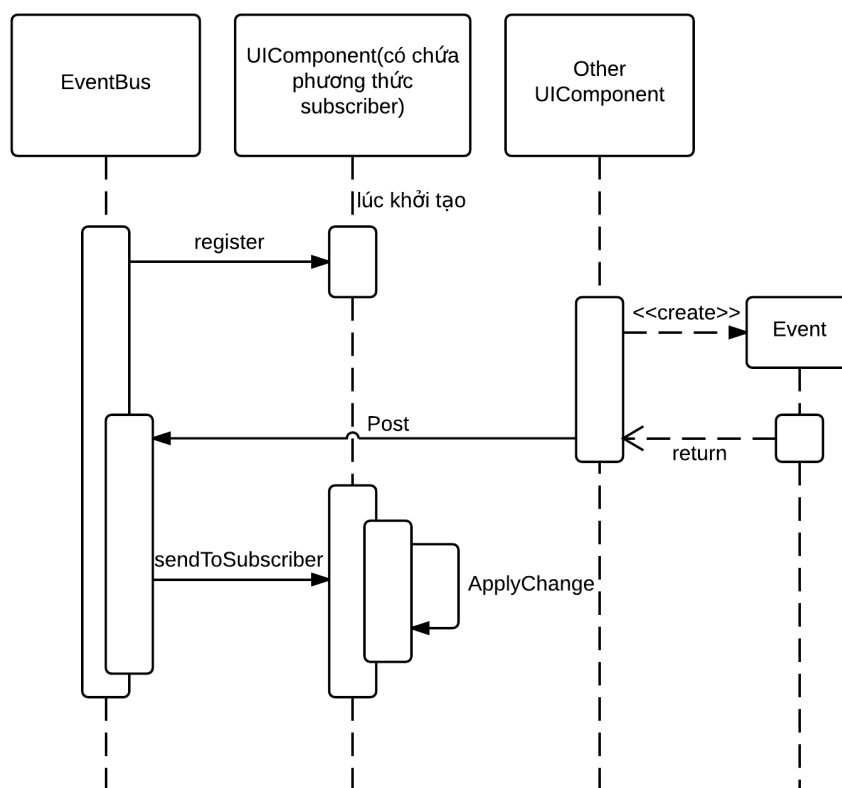 EventBus
UIComponent(có chứa
phương thức
subscriber)
Other
UIComponent
lúc khởi tạo
register
<<create>>
Event
Post
return
sendToSubscriber
ApplyChange